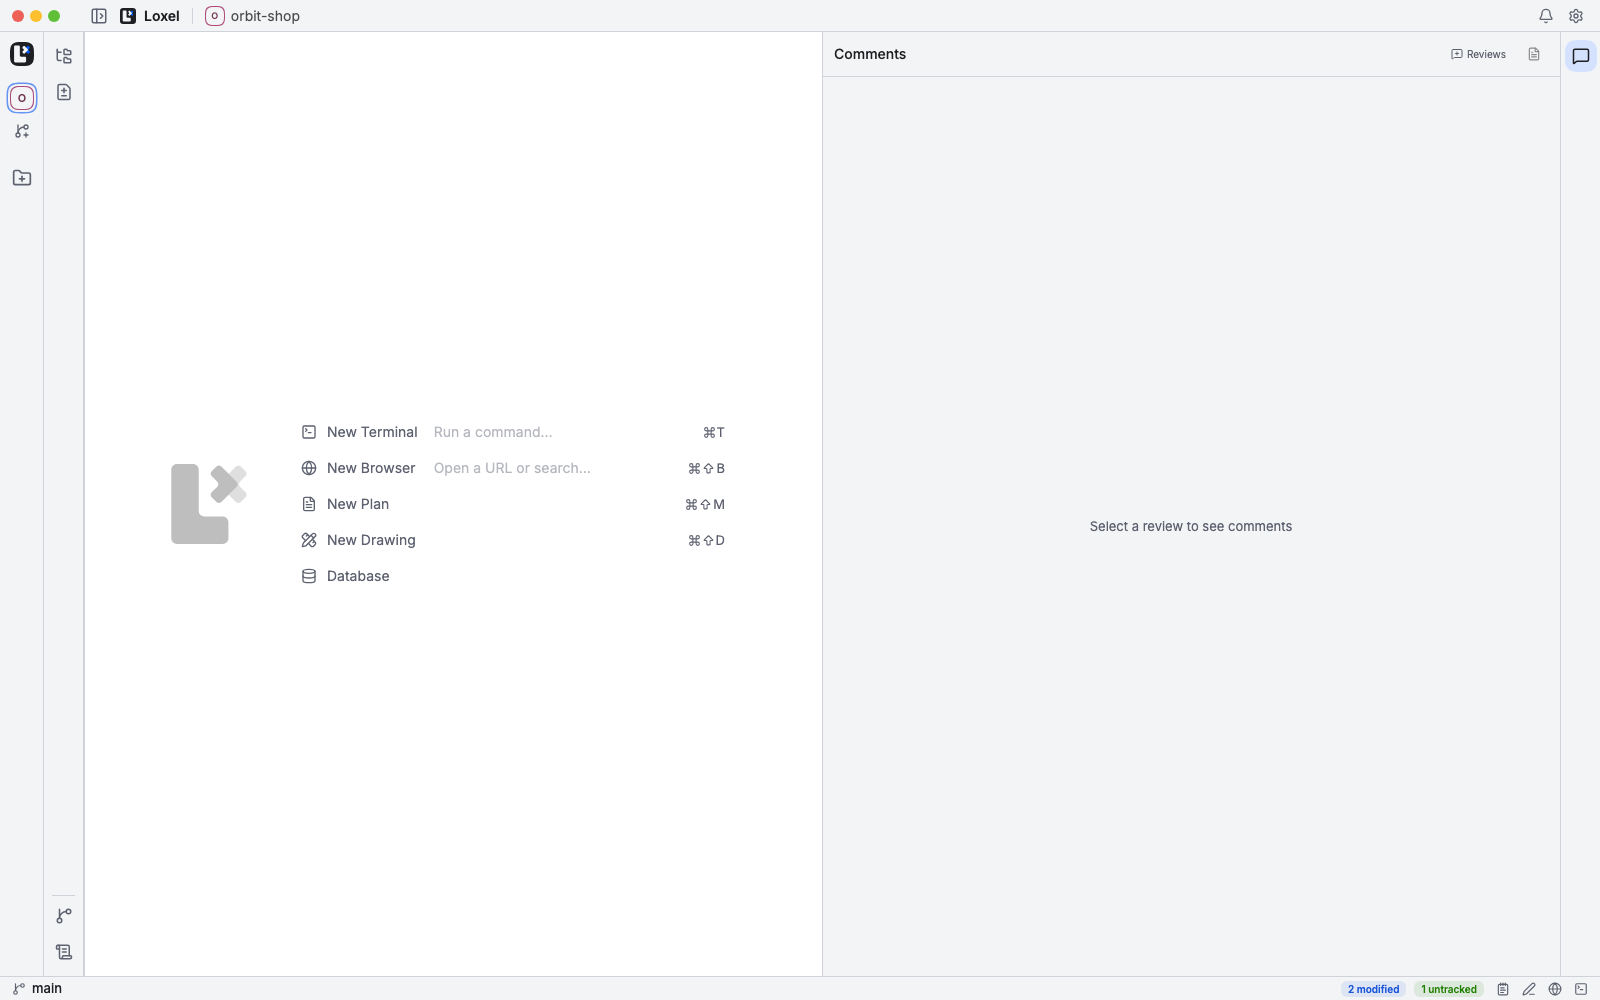 Loxel
O
orbit-shop
O
Comments
Reviews
New Terminal Run a command... ⌘T
New Browser Open a URL or search... ⌘⇧B
New Plan ⌘⇧M
New Drawing ⌘⇧D
Database
Select a review to see comments
main
2 modified
1 untracked